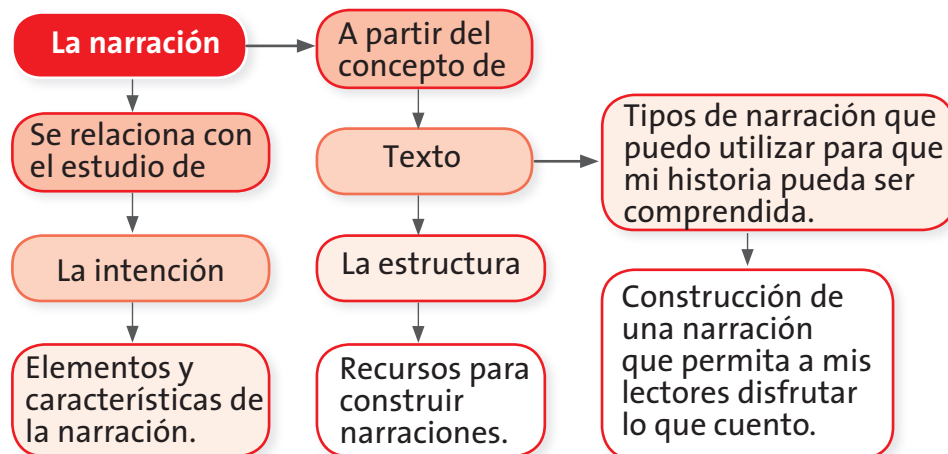 La narración
A partir del
concepto de
Se relaciona con
el estudio de
Texto
Tipos de narración que
puedo utilizar para que
mi historia pueda ser
comprendida.
La intención
La estructura
Construcción de
una narración
que permita a mis
lectores disfrutar
lo que cuento.
Elementos y
características de
la narración.
Recursos para
construir
narraciones.